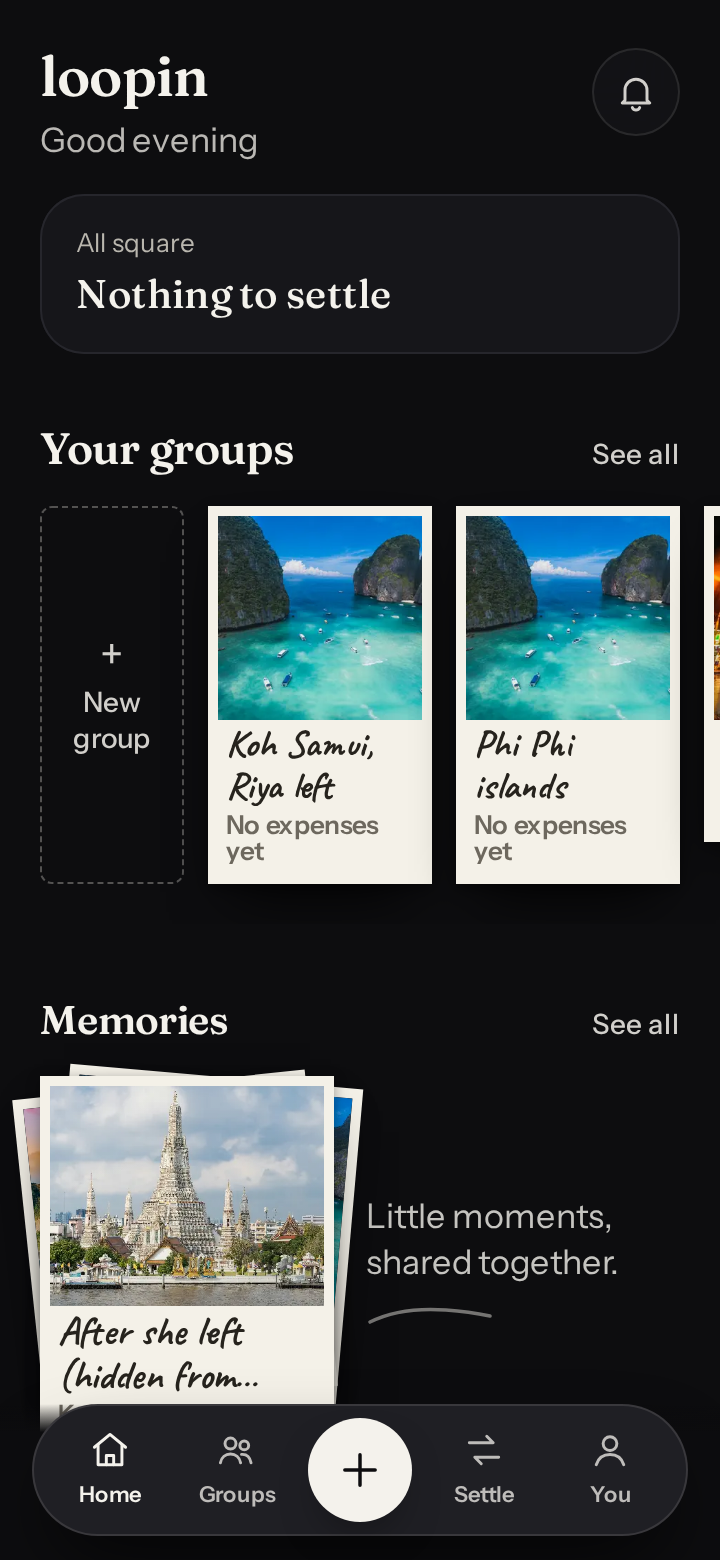 loopin
Good evening
All square
Nothing to settle
Your groups
See all
+
New
group
Koh Samui,
Riya left
No expenses
yet
Phi Phi
islands
No expenses
yet
Memories
See all
Little moments,
shared together.
After she left
(hidden from...
Home
Groups
Settle
You